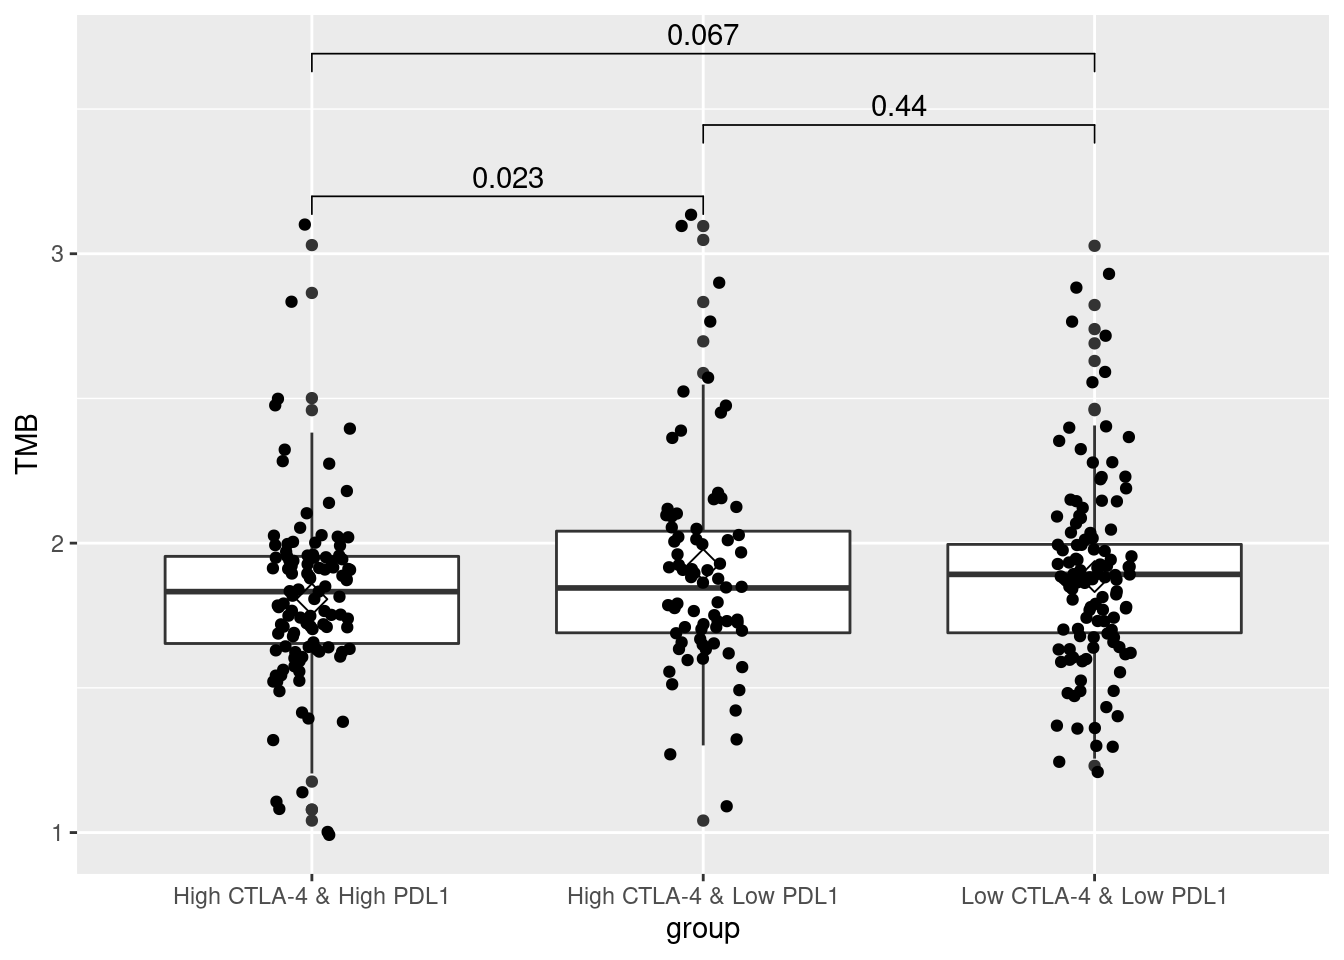 0.067
0.44
0.023
3
2
1
TMB
High CTLA-4 & High PDL1
High CTLA-4 & Low PDL1
Low CTLA-4 & Low PDL1
group